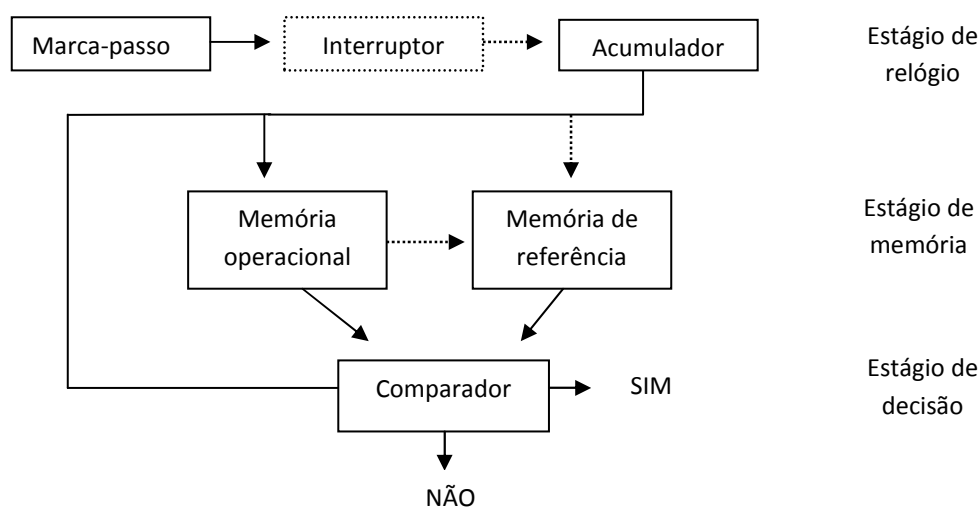 Marca-passo
Interruptor
Acumulador
Estágio de
relógio
Memória
operacional
Memória de
referência
Estágio de
memória
Comparador
SIM
Estágio de
decisão
NÃO